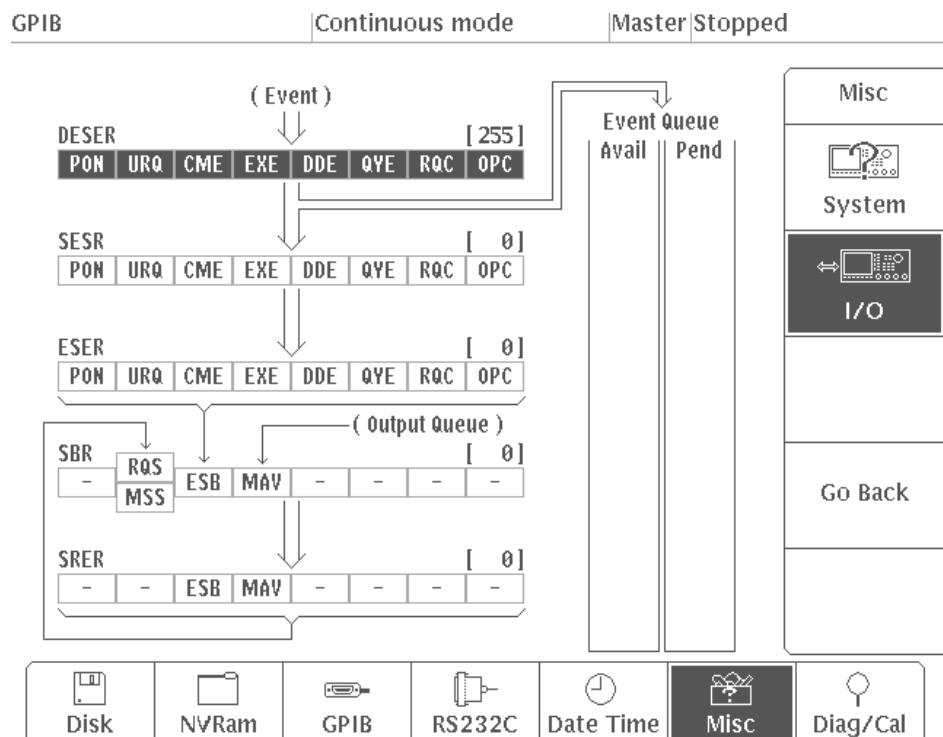 GPIB Continuous mode Master Stopped
( Event )
DESER [ 255 ]
PON URQ CME EXE DDE QYE RQC OPC
SESR [ 0 ]
PON URQ CME EXE DDE QYE RQC OPC
ESER [ 0 ]
PON URQ CME EXE DDE QYE RQC OPC
( Output Queue )
SBR [ 0 ]
- RQS ESB MAV - - - -
MSS
SRER [ 0 ]
- - ESB MAV - - - -
Event Queue
Avail Pend
Misc
?
System
I/O
Go Back
Disk NVRam GPIB RS232C Date Time ? Misc Diag/Cal